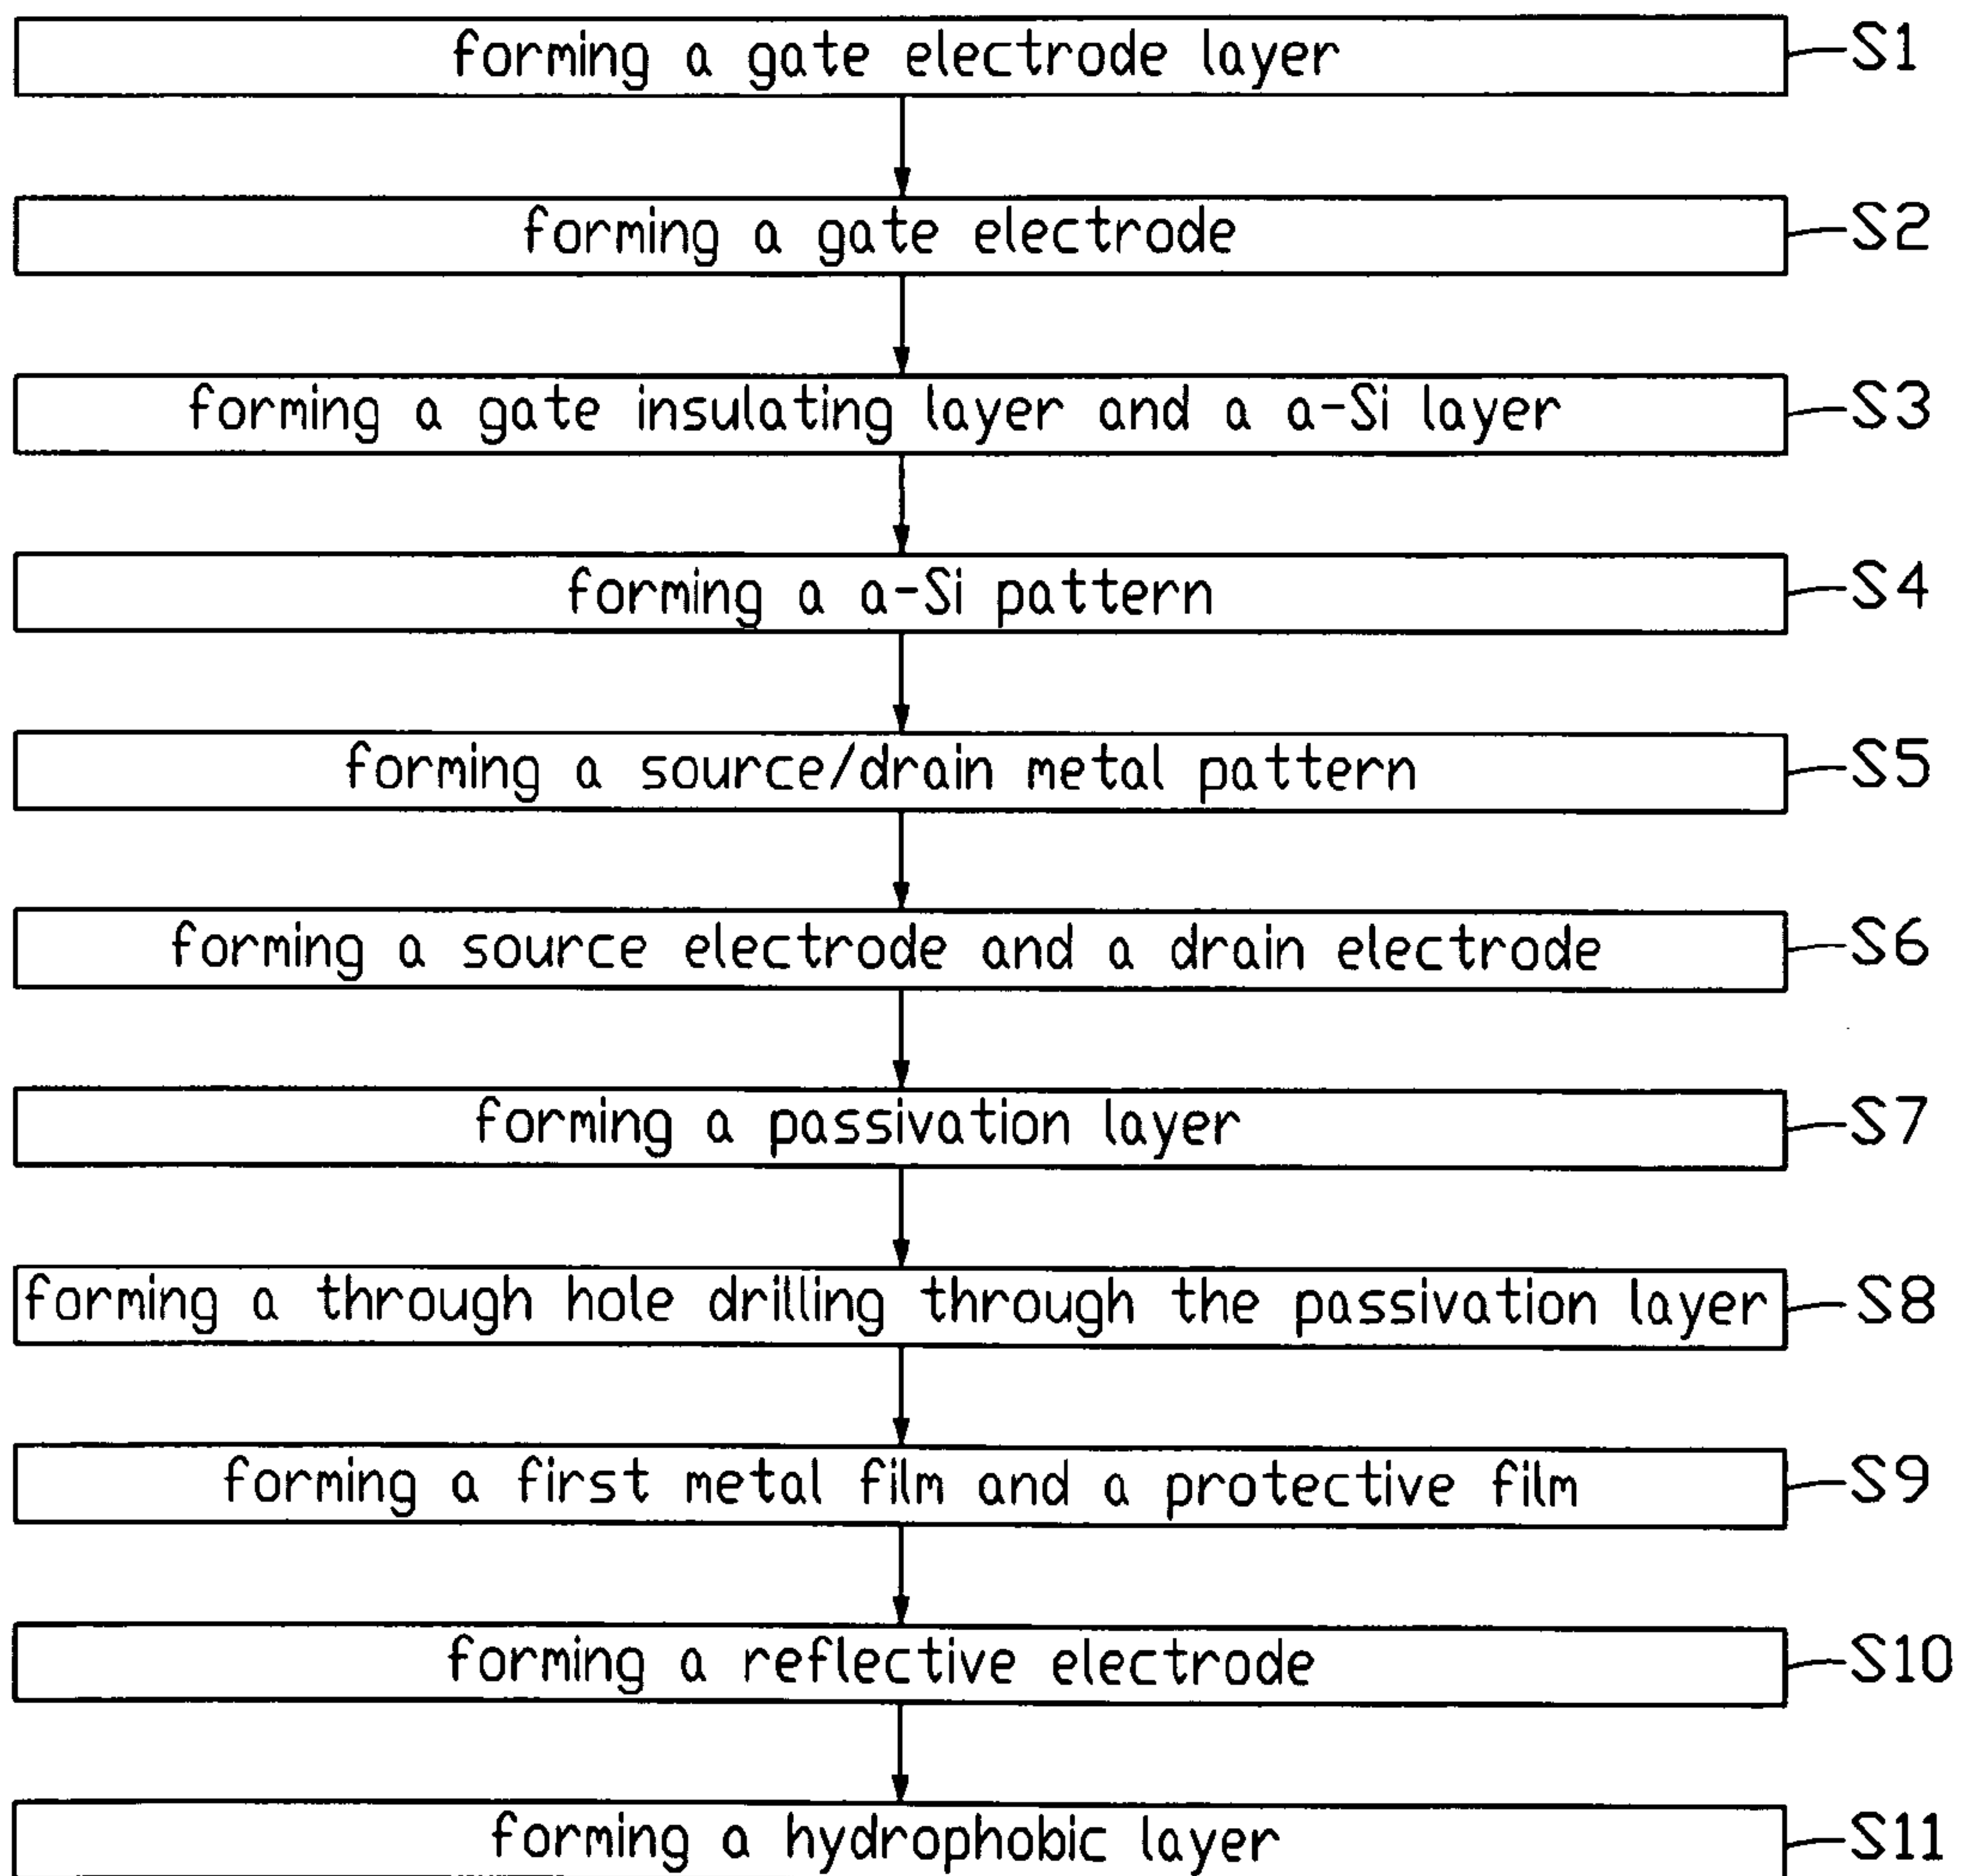 forming a gate electrode layer S1
forming a gate electrode S2
forming a gate insulating layer and a a-Si layer S3
forming a a-Si pattern S4
forming a source/drain metal pattern S5
forming a source electrode and a drain electrode S6
forming a passivation layer S7
forming a through hole drilling through the passivation layer S8
forming a first metal film and a protective film S9
forming a reflective electrode S10
forming a hydrophobic layer S11